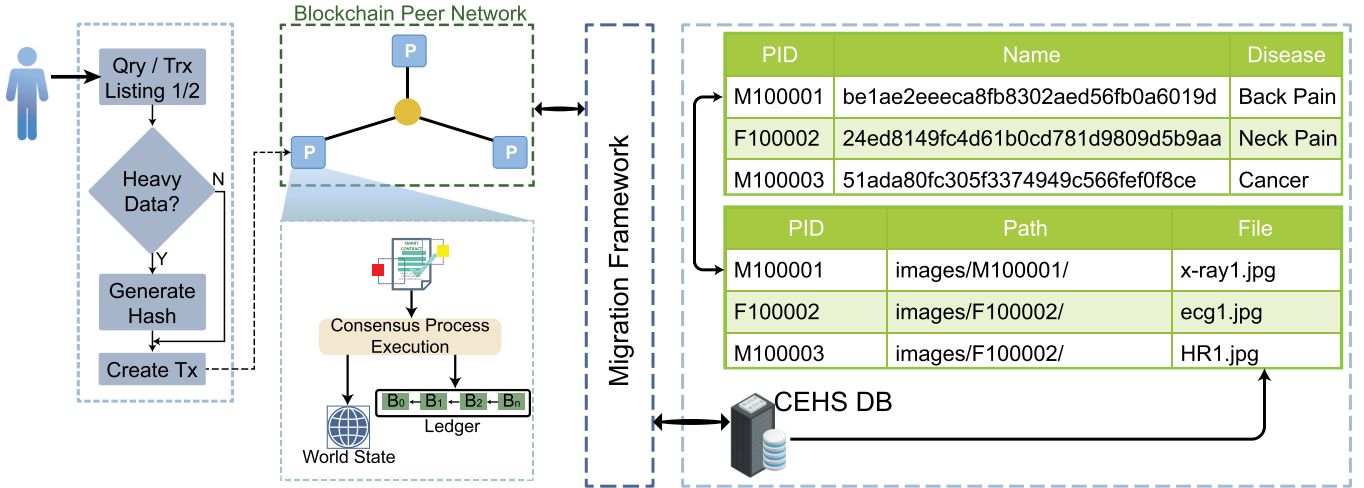 Blockchain Peer Network
Qry / Trx
Listing 1/2
Heavy
Data?
N
Y
Generate
Hash
Create Tx
P
P
P
SMART
CONTRACT
Consensus Process
Execution
B0 B1 B2 Bn
Ledger
World State
Migration Framework
PID Name Disease
M100001 be1ae2eeeca8fb8302aed56fb0a6019d Back Pain
F100002 24ed8149fc4d61b0cd781d9809d5b9aa Neck Pain
M100003 51ada80fc305f3374949c566fef0f8ce Cancer
PID Path File
M100001 images/M100001/ x-ray1.jpg
F100002 images/F100002/ ecg1.jpg
M100003 images/F100002/ HR1.jpg
CEHS DB